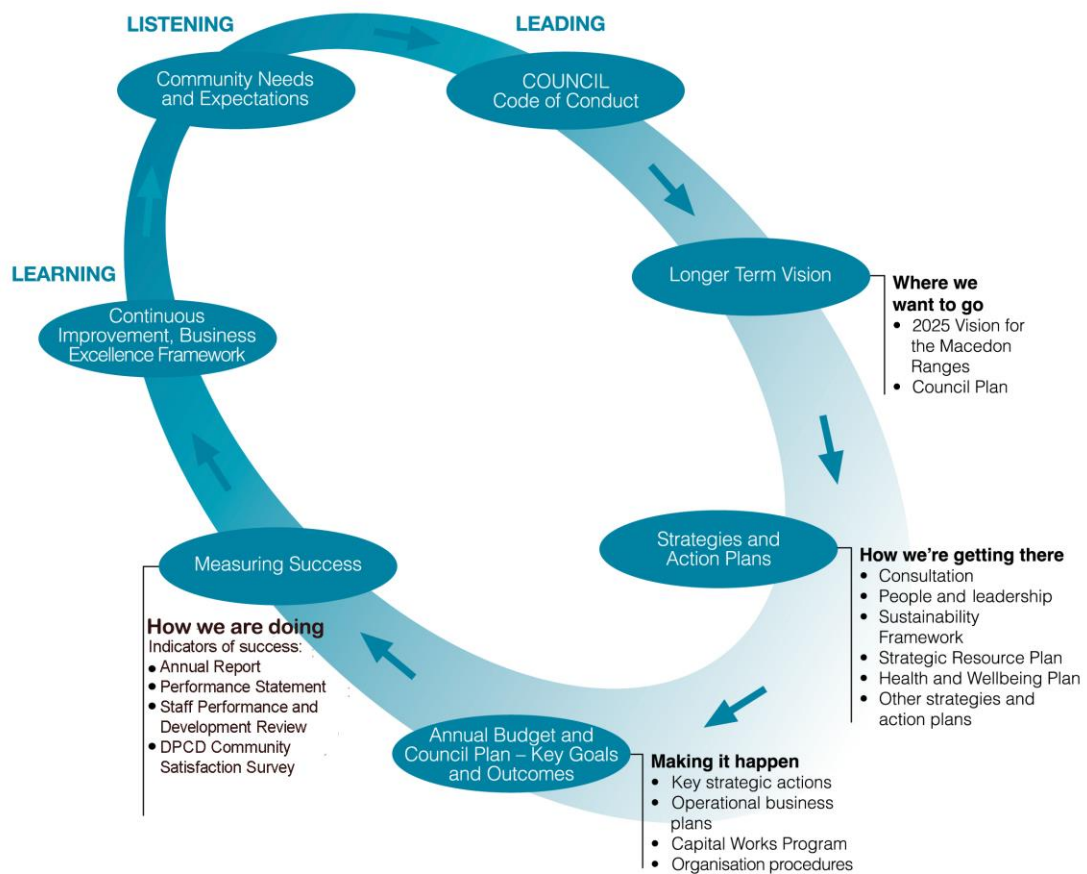 LISTENING
LEADING
Community Needs
and Expectations
COUNCIL
Code of Conduct
Longer Term Vision
Where we
want to go
• 2025 Vision for
the Macedon
Ranges
• Council Plan
Strategies and
Action Plans
How we're getting there
• Consultation
• People and leadership
• Sustainability
Framework
• Strategic Resource Plan
• Health and Wellbeing Plan
• Other strategies and
action plans
Annual Budget and
Council Plan – Key Goals
and Outcomes
Making it happen
• Key strategic actions
• Operational business
plans
• Capital Works Program
• Organisation procedures
Measuring Success
How we are doing
Indicators of success:
• Annual Report
• Performance Statement
• Staff Performance and
Development Review
• DPCD Community
Satisfaction Survey
LEARNING
Continuous
Improvement, Business
Excellence Framework